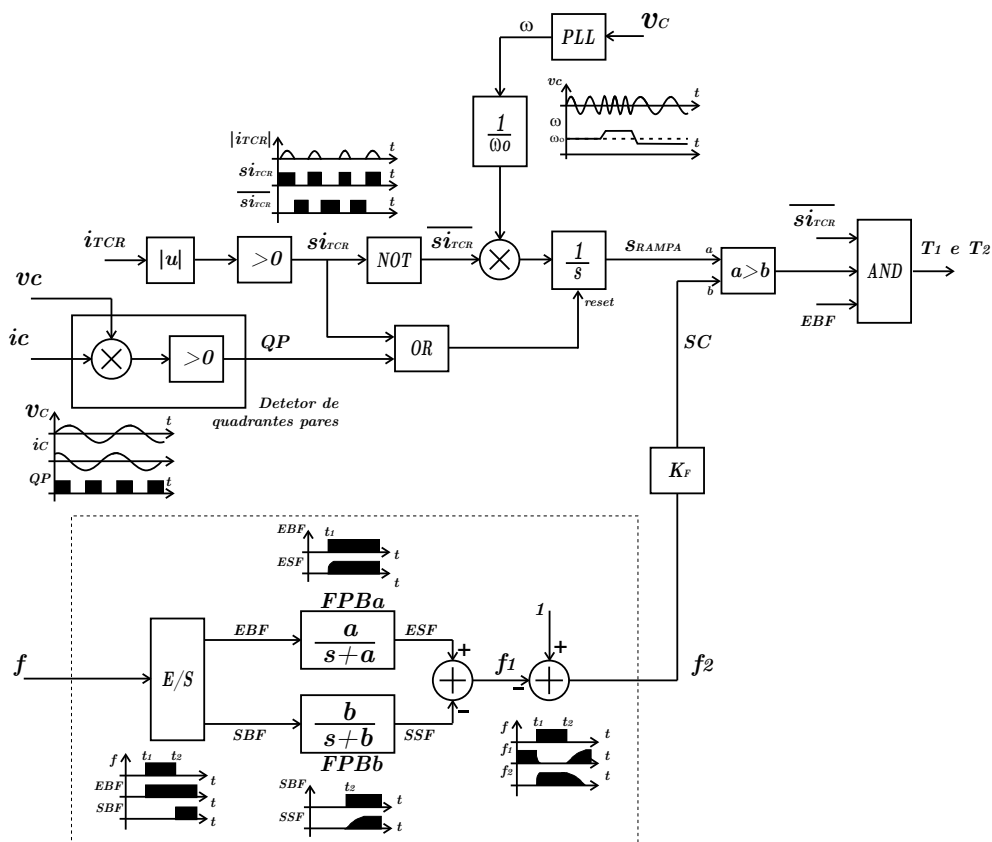 ω
PLL
vC
1
ωo
vc
t
ω
ωo
t
|iTCR|
t
siTCR
t
siTCR
t
iTCR
|u|
>0
siTCR
NOT
siTCR
1
s
reset
sRAMPA
a
b
a>b
siTCR
EBF
AND
T1 e T2
vc
ic
>0
QP
OR
SC
Detetor de
quadrantes pares
vC
t
iC
QP
t
KF
EBF
t1
t
ESF
t
f
E/S
EBF
FPBa
a
s+a
ESF
+
−
SBF
b
s+b
SSF
FPBb
f1
1
+
−
f2
f
t1
t2
t
EBF
t
SBF
t
SBF
t2
t
SSF
t
f
t1
t2
t
f1
t
f2
t